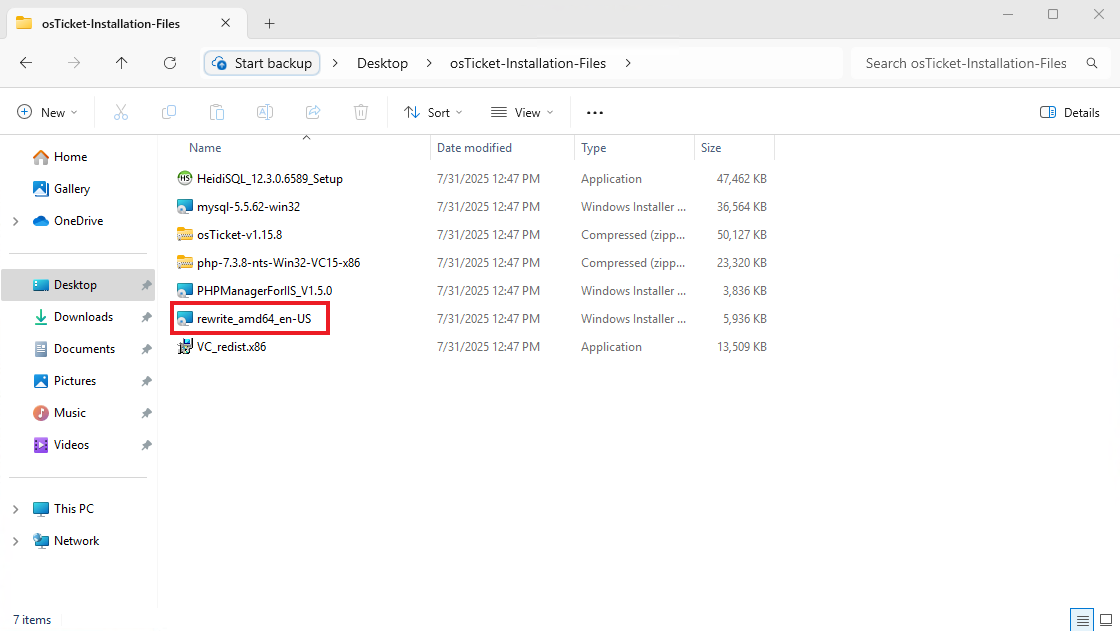 osTicket-Installation-Files
Start backup Desktop osTicket-Installation-Files Search osTicket-Installation-Files
New Sort View Details
Home
Gallery
OneDrive
Desktop
Downloads
Documents
Pictures
Music
Videos
This PC
Network
Name Date modified Type Size
HeidiSQL_12.3.0.6589_Setup 7/31/2025 12:47 PM Application 47,462 KB
mysql-5.5.62-win32 7/31/2025 12:47 PM Windows Installer ... 36,564 KB
osTicket-v1.15.8 7/31/2025 12:47 PM Compressed (zipp... 50,127 KB
php-7.3.8-nts-Win32-VC15-x86 7/31/2025 12:47 PM Compressed (zipp... 23,320 KB
PHPManagerForIIS_V1.5.0 7/31/2025 12:47 PM Windows Installer ... 3,836 KB
rewrite_amd64_en-US 7/31/2025 12:47 PM Windows Installer ... 5,936 KB
VC_redist.x86 7/31/2025 12:47 PM Application 13,509 KB
7 items